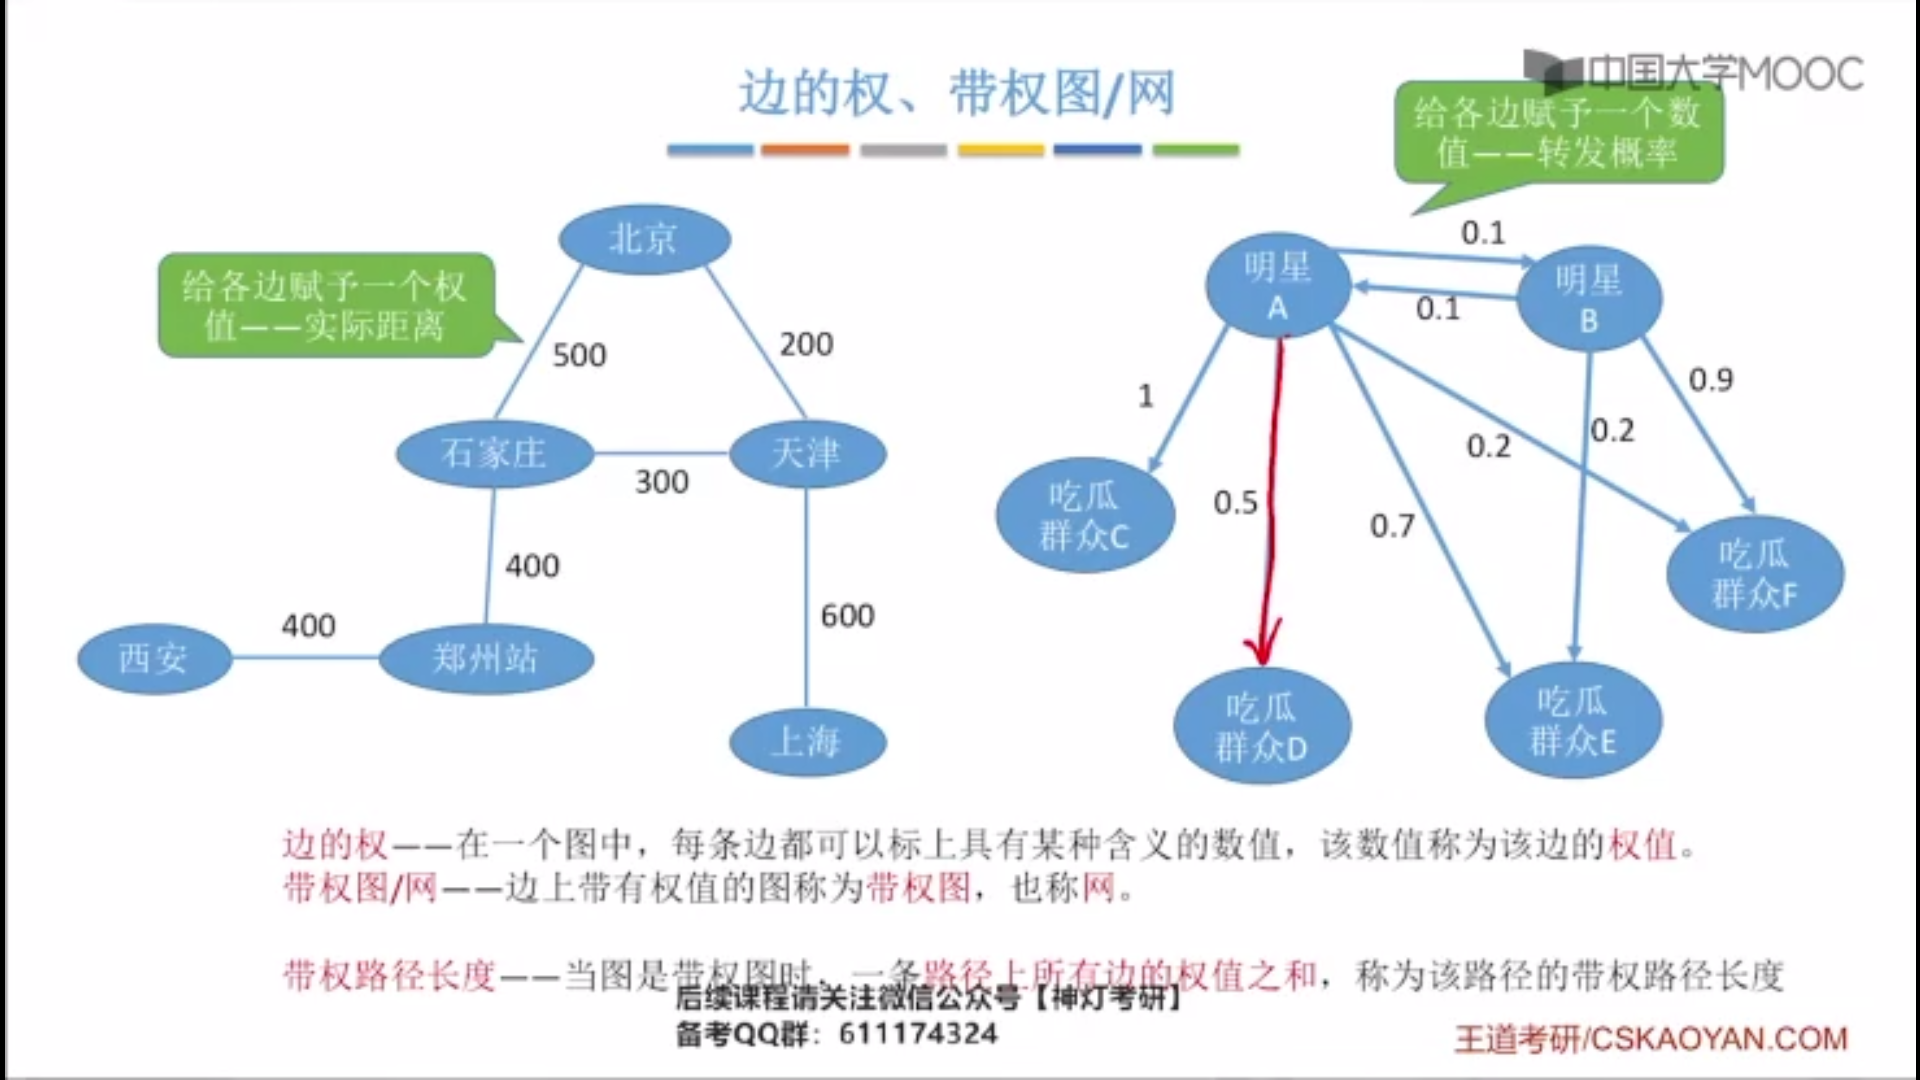 边的权、带权图/网
中国大学MOOC
给各边赋予一个数
值——转发概率
给各边赋予一个权
值——实际距离
北京
500
200
石家庄
300
天津
400
600
西安
400
郑州站
上海
明星
A
0.1
0.1
明星
B
1
0.5
0.7
0.2
0.2
0.9
吃瓜
群众C
吃瓜
群众D
吃瓜
群众E
吃瓜
群众F
边的权——在一个图中，每条边都可以标上具有某种含义的数值，该数值称为该边的权值。
带权图/网——边上带有权值的图称为带权图，也称网。
带权路径长度——当图是带权图时，一条路径上所有边的权值之和，称为该路径的带权路径长度
后续课程请关注微信公众号【神灯考研】
备考QQ群：611174324
王道考研/CSKAOYAN.COM